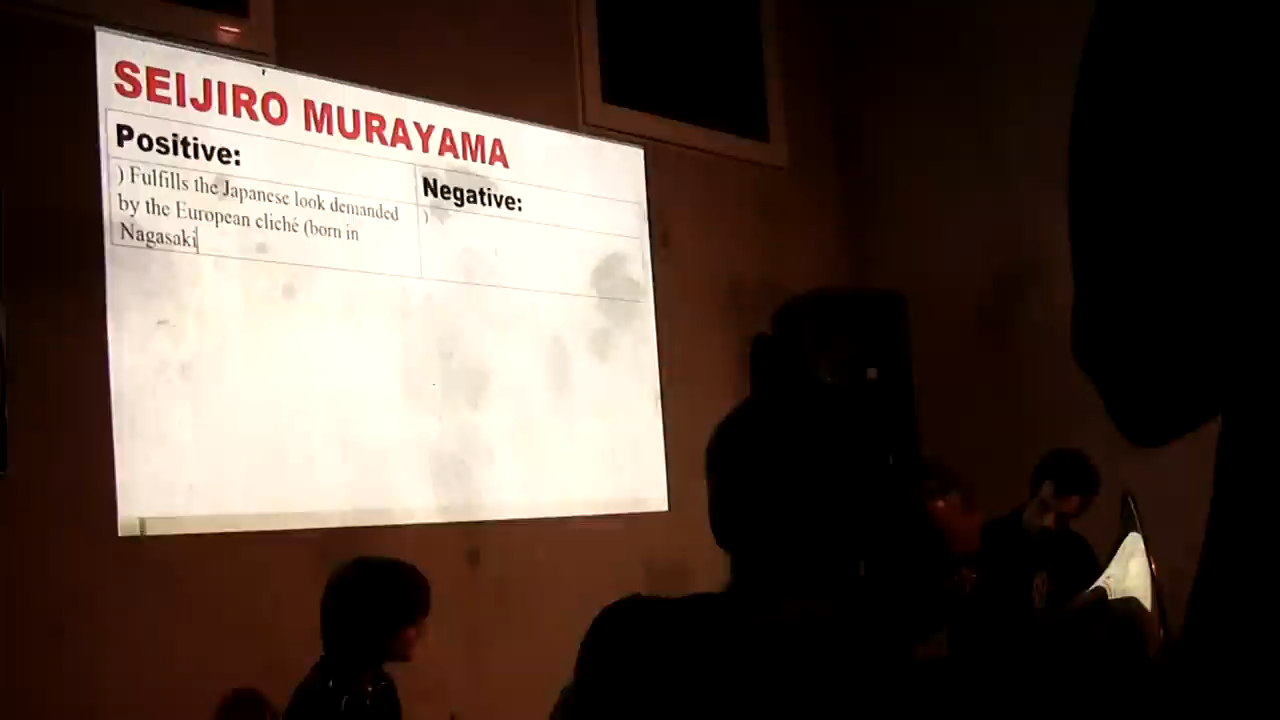 SEIJIRO MURAYAMA
Positive:
) Fulfills the Japanese look demanded
by the European cliché (born in
Nagasaki
Negative:
)